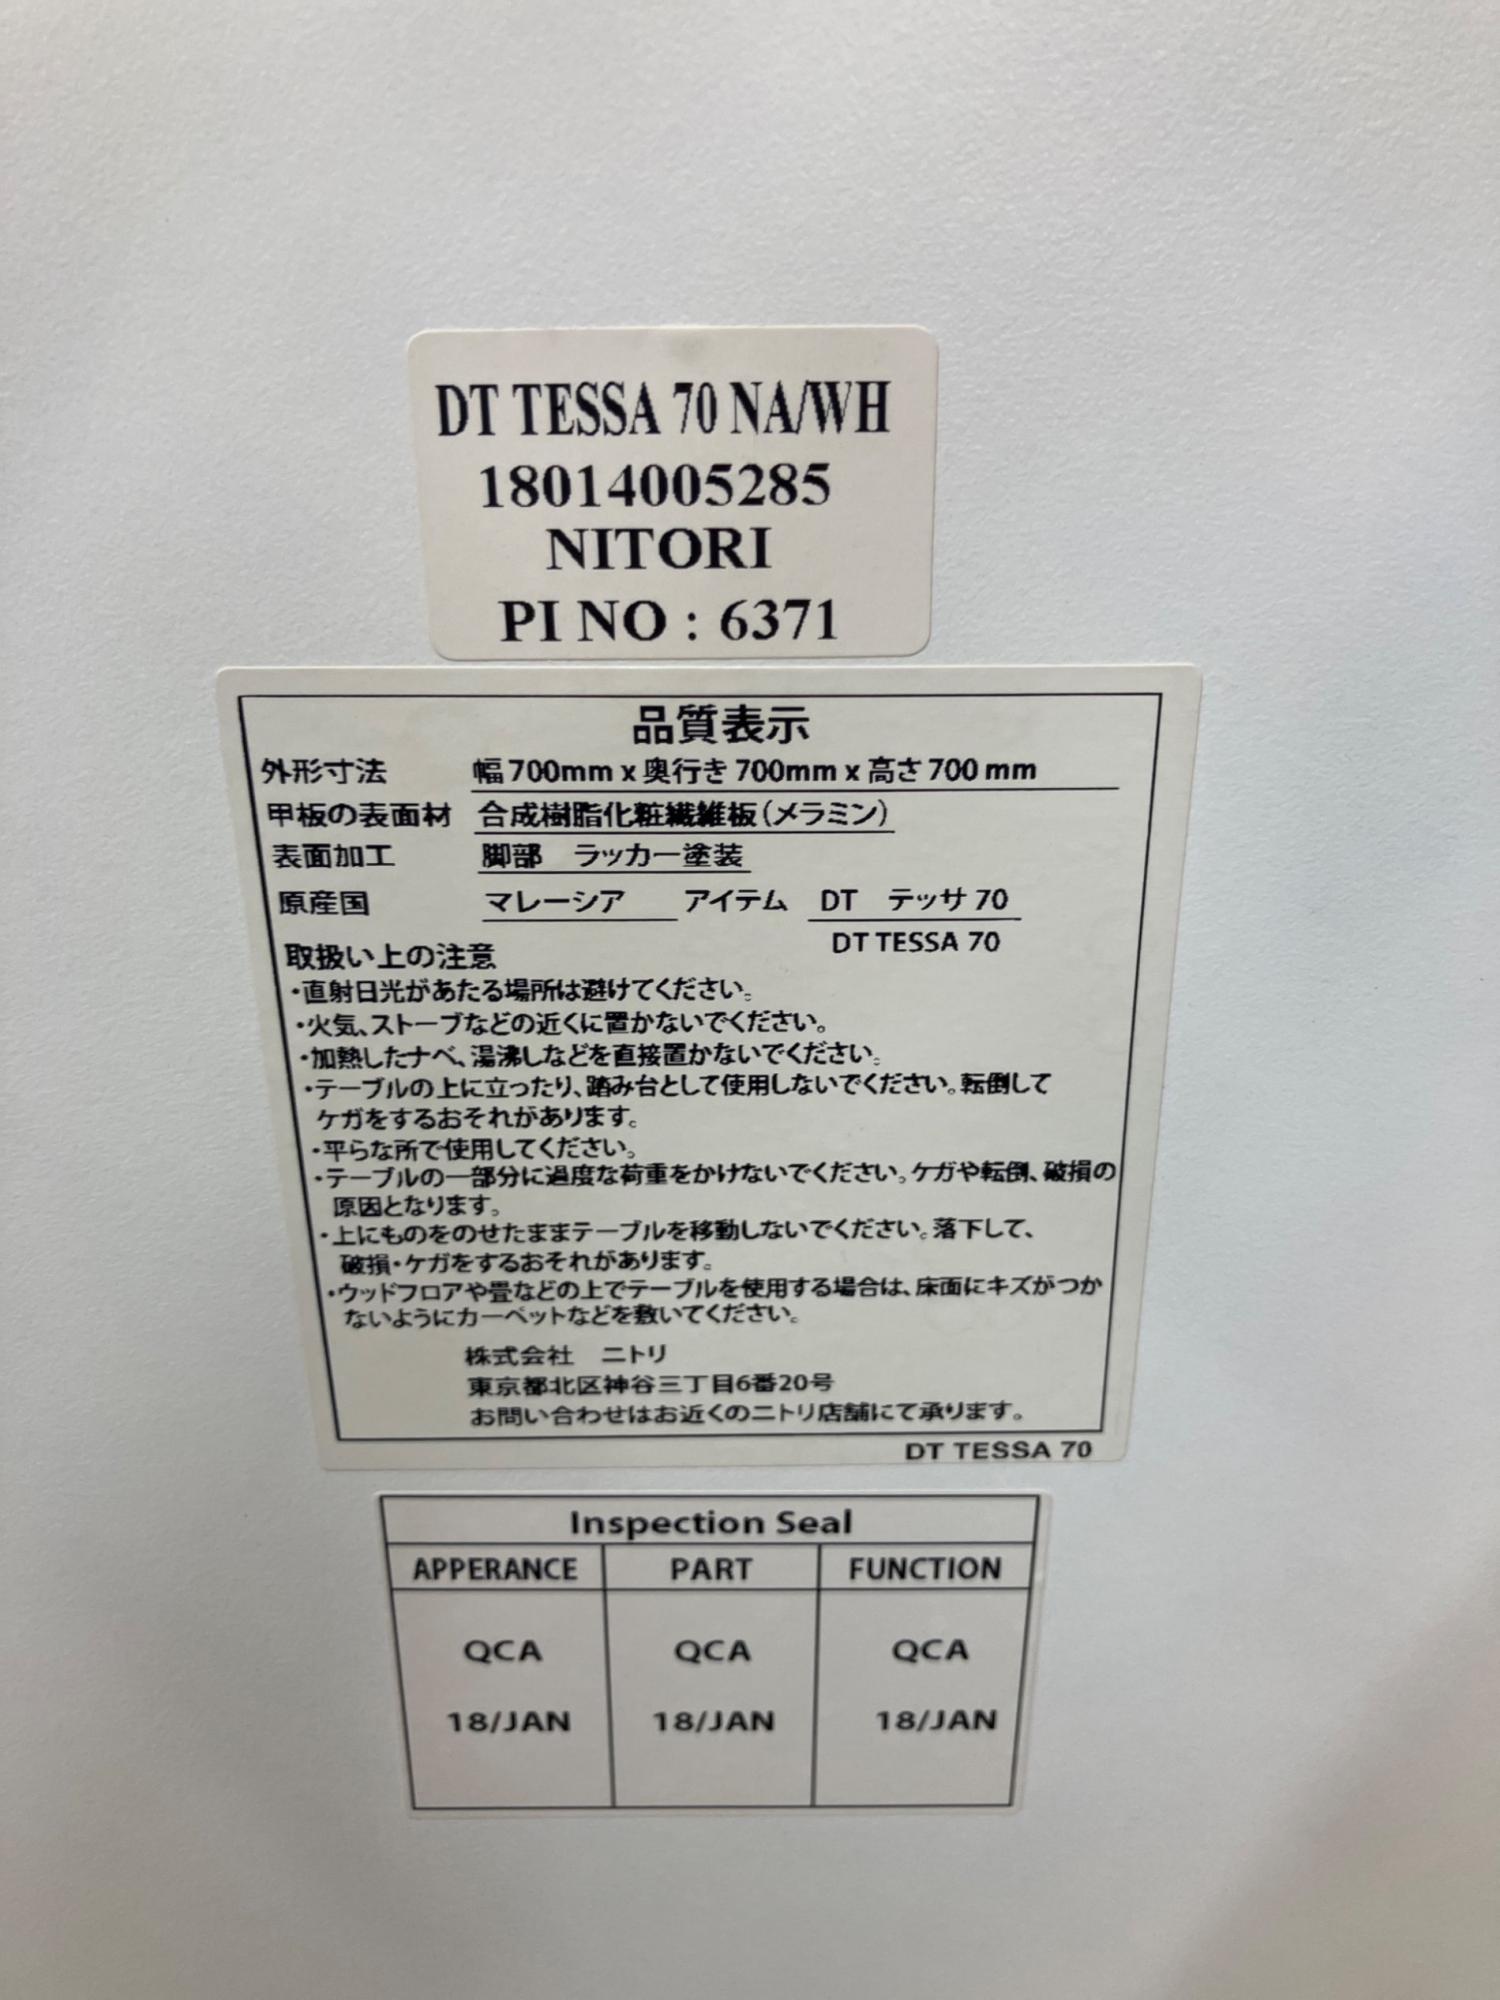 DT TESSA 70 NA/WH
18014005285
NITORI
PI NO : 6371
品質表示
外形寸法 幅700mm x 奥行き 700mm x 高さ 700 mm
甲板の表面材 合成樹脂化粧繊維板(メラミン)
表面加工 脚部 ラッカー塗装
原産国 マレーシア アイテム DT テッサ 70
DT TESSA 70
取扱い上の注意
・直射日光があたる場所は避けてください。
・火気、ストーブなどの近くに置かないでください。
・加熱したナベ、湯沸しなどを直接置かないでください。
・テーブルの上に立ったり、踏み台として使用しないでください。転倒して
ケガをするおそれがあります。
・平らな所で使用してください。
・テーブルの一部分に過度な荷重をかけないでください。ケガや転倒、破損の
原因となります。
・上にものをのせたままテーブルを移動しないでください。落下して、
破損・ケガをするおそれがあります。
・ウッドフロアや畳などの上でテーブルを使用する場合は、床面にキズがつか
ないようにカーペットなどを敷いてください。
株式会社 ニトリ
東京都北区神谷三丁目6番20号
お問い合わせはお近くのニトリ店舗にて承ります。
DT TESSA 70
Inspection Seal
APPERANCE PART FUNCTION
QCA QCA QCA
18/JAN 18/JAN 18/JAN